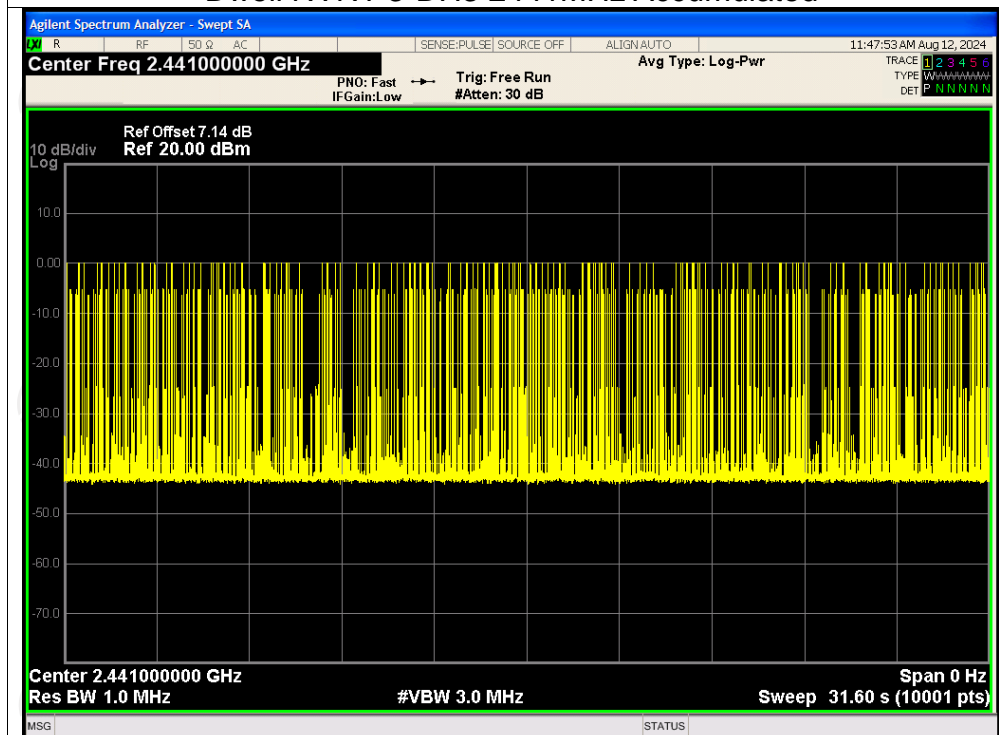 Agilent Spectrum Analyzer - Swept SA
LXI R RF 50 Ω AC SENSE:PULSE SOURCE OFF ALIGN AUTO 11:47:53 AM Aug 12, 2024
Center Freq 2.441000000 GHz Avg Type: Log-Pwr TRACE 1 2 3 4 5 6
PNO: Fast Trig: Free Run TYPE W
IFGain:Low #Atten: 30 dB DET P N N N N N
Ref Offset 7.14 dB
10 dB/div Ref 20.00 dBm
Log
10.0
0.00
-10.0
-20.0
-30.0
-40.0
-50.0
-60.0
-70.0
Center 2.441000000 GHz Span 0 Hz
Res BW 1.0 MHz #VBW 3.0 MHz Sweep 31.60 s (10001 pts)
MSG STATUS